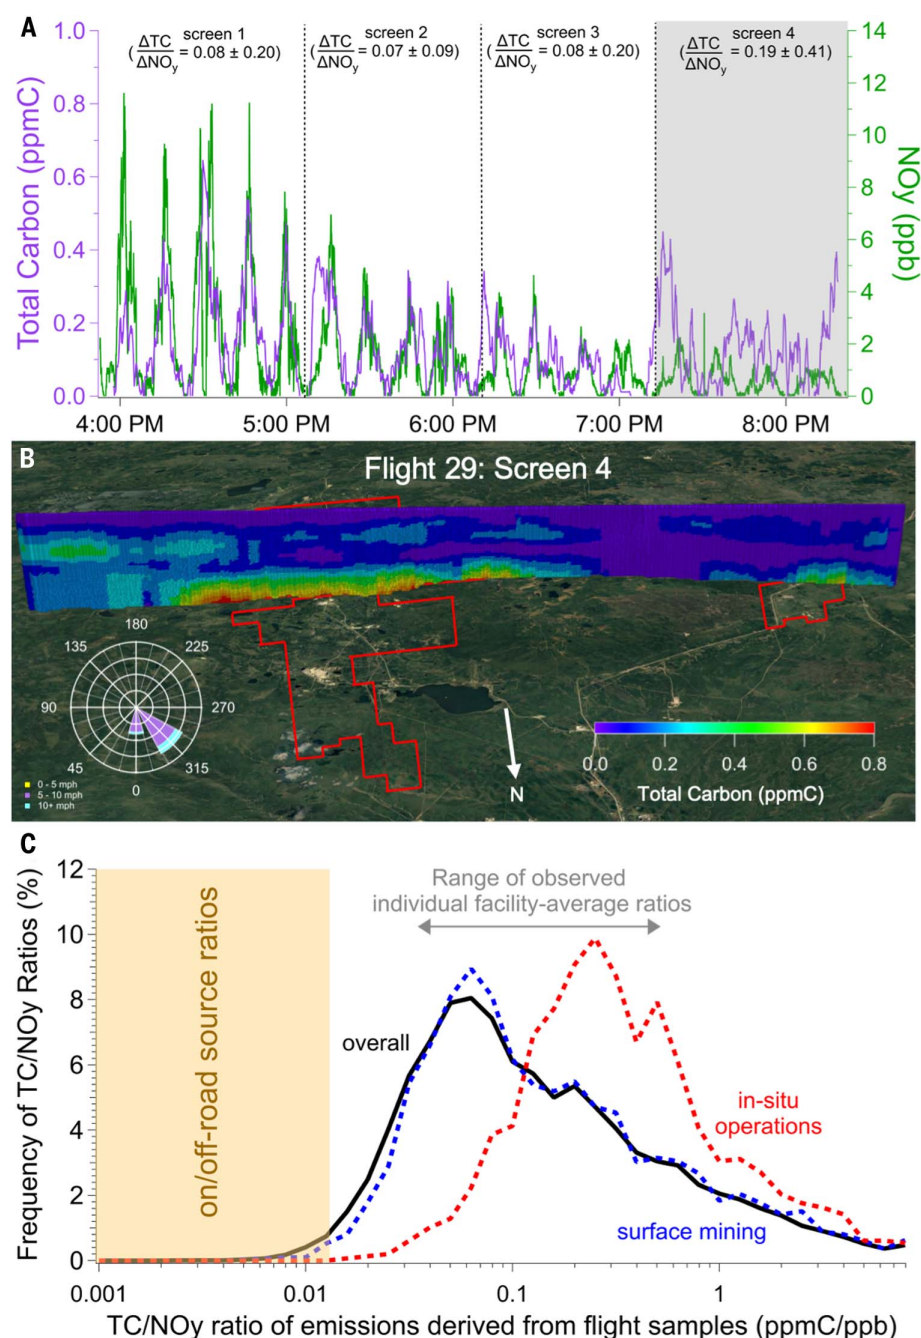 A
screen 1
(ΔTC/ΔNOy = 0.08 ± 0.20)
screen 2
(ΔTC/ΔNOy = 0.07 ± 0.09)
screen 3
(ΔTC/ΔNOy = 0.08 ± 0.20)
screen 4
(ΔTC/ΔNOy = 0.19 ± 0.41)
Total Carbon (ppmC)
1.0
0.8
0.6
0.4
0.2
0.0
NOy (ppb)
14
12
10
8
6
4
2
0
4:00 PM 5:00 PM 6:00 PM 7:00 PM 8:00 PM
B
Flight 29: Screen 4
180
135 225
90 270
45 315
0
0 - 5 mph
5 - 10 mph
10+ mph
N
0.0 0.2 0.4 0.6 0.8
Total Carbon (ppmC)
C
Frequency of TC/NOy Ratios (%)
12
10
8
6
4
2
0
on/off-road source ratios
Range of observed
individual facility-average ratios
overall
in-situ
operations
surface mining
0.001 0.01 0.1 1
TC/NOy ratio of emissions derived from flight samples (ppmC/ppb)